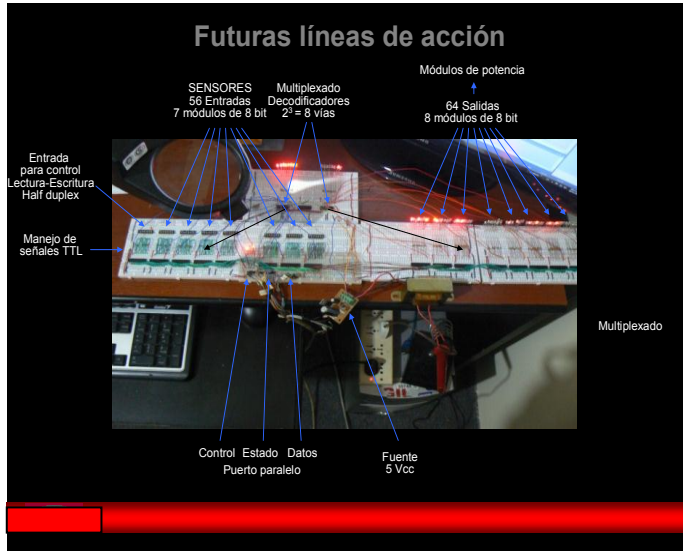 Futuras líneas de acción
SENSORES
56 Entradas
7 módulos de 8 bit
Multiplexado
Decodificadores
2³ = 8 vías
Módulos de potencia
64 Salidas
8 módulos de 8 bit
Entrada
para control
Lectura-Escritura
Half duplex
Manejo de
señales TTL
Multiplexado
Control Estado Datos
Puerto paralelo
Fuente
5 Vcc